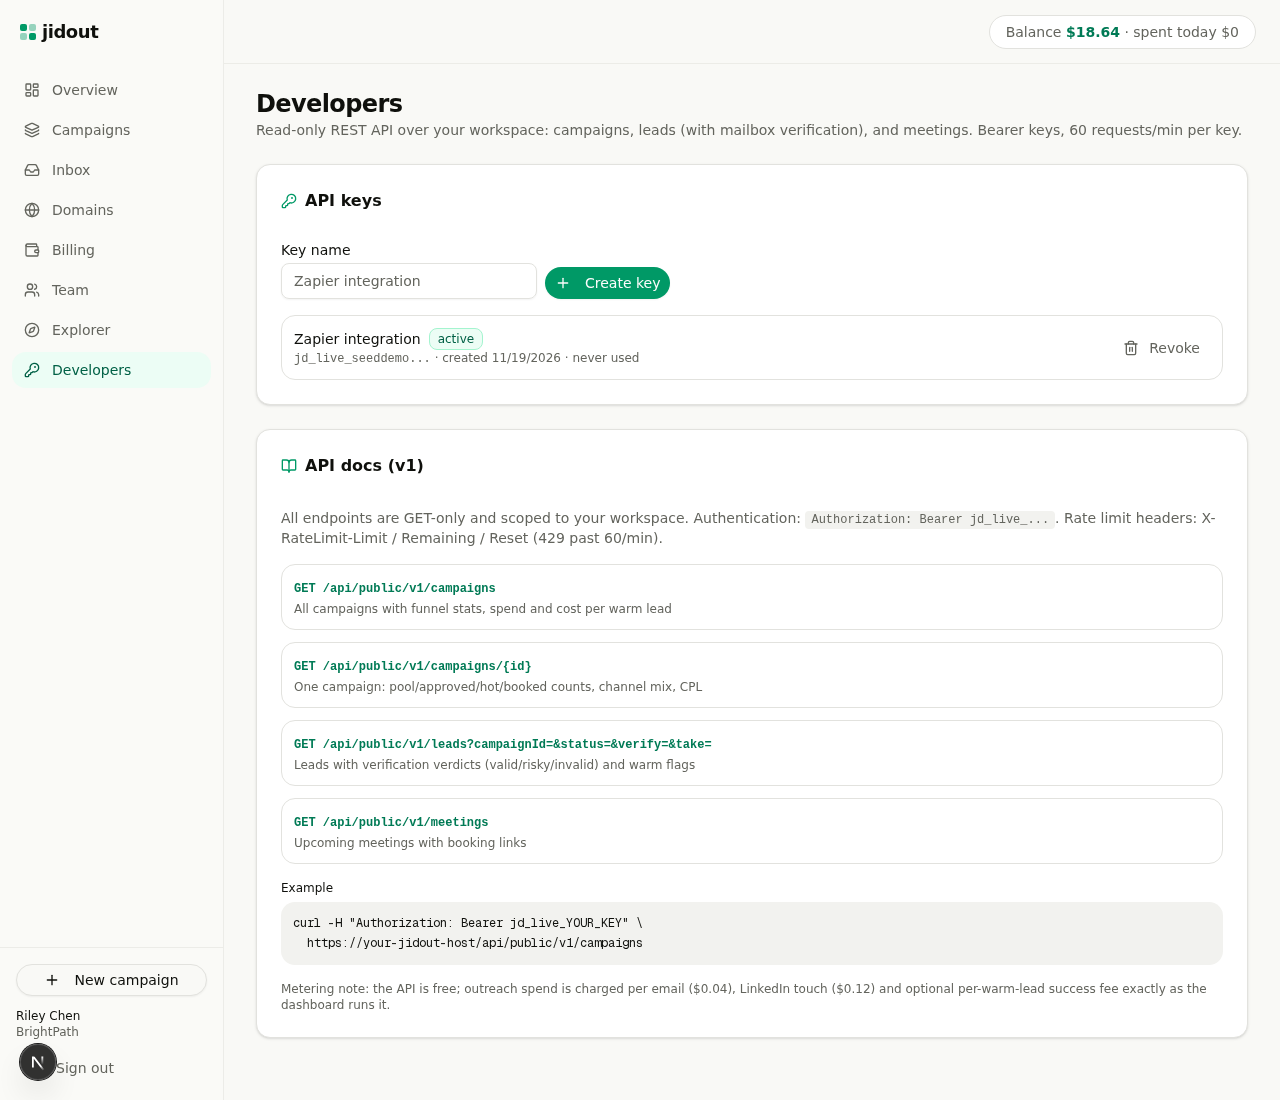 jidout
Balance $18.64 · spent today $0
Overview
Campaigns
Inbox
Domains
Billing
Team
Explorer
Developers
Developers
Read-only REST API over your workspace: campaigns, leads (with mailbox verification), and meetings. Bearer keys, 60 requests/min per key.
API keys
Key name
Zapier integration
Create key
Zapier integration active
jd_live_seeddemo... · created 11/19/2026 · never used
Revoke
API docs (v1)
All endpoints are GET-only and scoped to your workspace. Authentication: Authorization: Bearer jd_live_... . Rate limit headers: X-
RateLimit-Limit / Remaining / Reset (429 past 60/min).
GET /api/public/v1/campaigns
All campaigns with funnel stats, spend and cost per warm lead
GET /api/public/v1/campaigns/{id}
One campaign: pool/approved/hot/booked counts, channel mix, CPL
GET /api/public/v1/leads?campaignId=&status=&verify=&take=
Leads with verification verdicts (valid/risky/invalid) and warm flags
GET /api/public/v1/meetings
Upcoming meetings with booking links
Example
curl -H "Authorization: Bearer jd_live_YOUR_KEY" \
https://your-jidout-host/api/public/v1/campaigns
Metering note: the API is free; outreach spend is charged per email ($0.04), LinkedIn touch ($0.12) and optional per-warm-lead success fee exactly as the
dashboard runs it.
New campaign
Riley Chen
BrightPath
N
Sign out